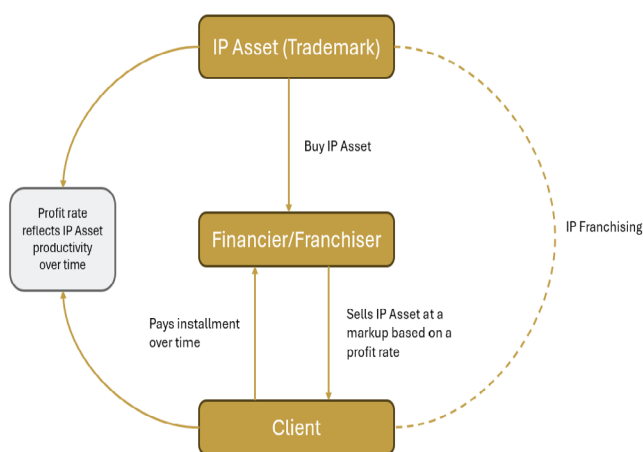 IP Asset (Trademark)
Buy IP Asset
Profit rate
reflects IP Asset
productivity
over time
Financier/Franchiser
IP Franchising
Pays installment
over time
Sells IP Asset at a
markup based on a
profit rate
Client